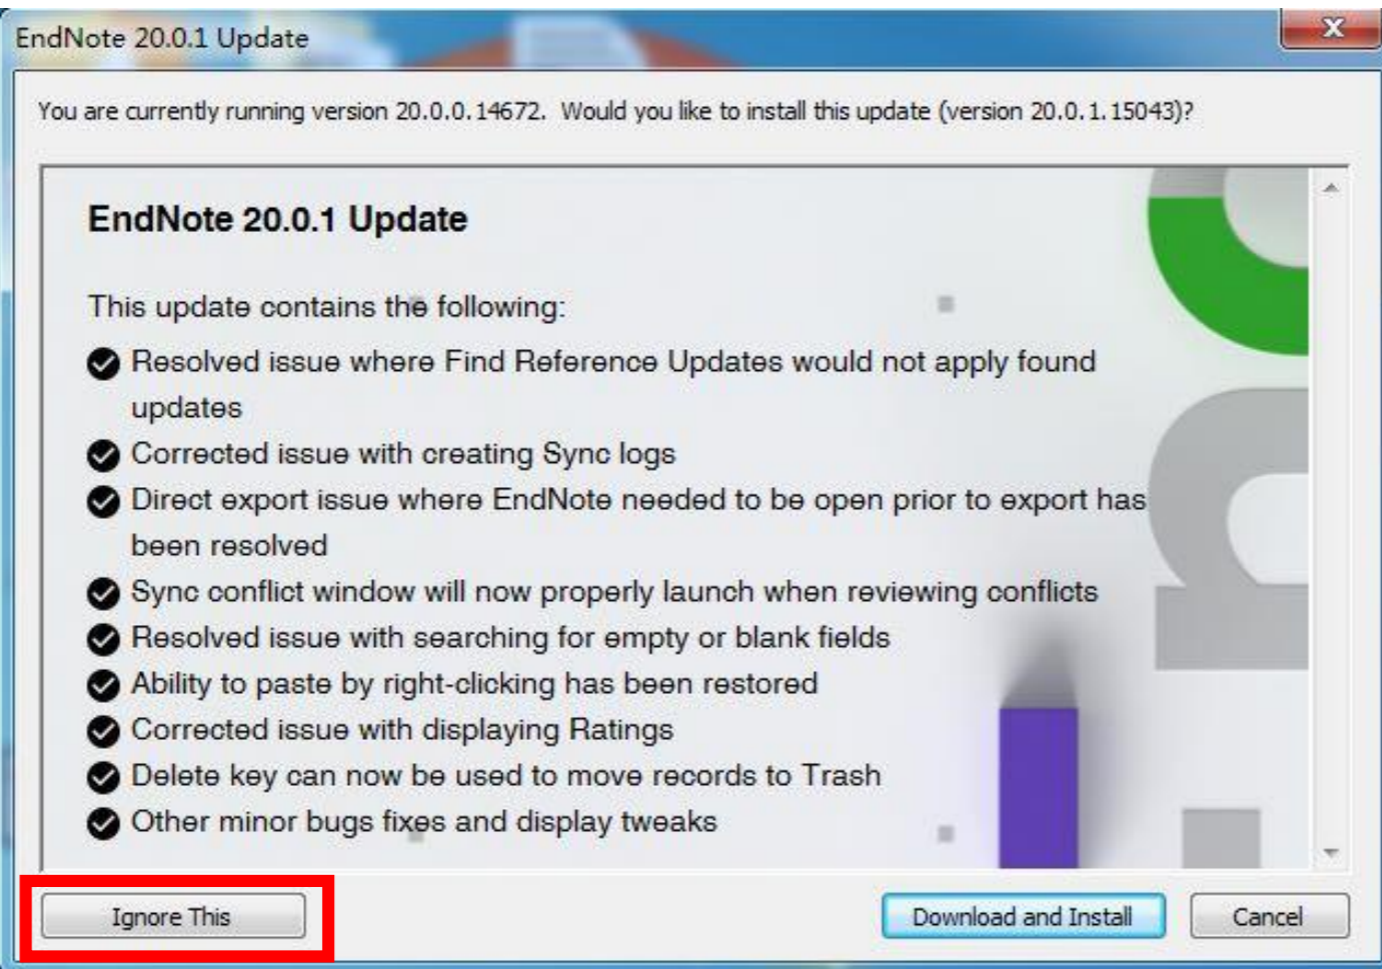 EndNote 20.0.1 Update
You are currently running version 20.0.0.14672. Would you like to install this update (version 20.0.1.15043)?
EndNote 20.0.1 Update
This update contains the following:
Resolved issue where Find Reference Updates would not apply found
updates
Corrected issue with creating Sync logs
Direct export issue where EndNote needed to be open prior to export has
been resolved
Sync conflict window will now properly launch when reviewing conflicts
Resolved issue with searching for empty or blank fields
Ability to paste by right-clicking has been restored
Corrected issue with displaying Ratings
Delete key can now be used to move records to Trash
Other minor bugs fixes and display tweaks
Ignore This
Download and Install
Cancel